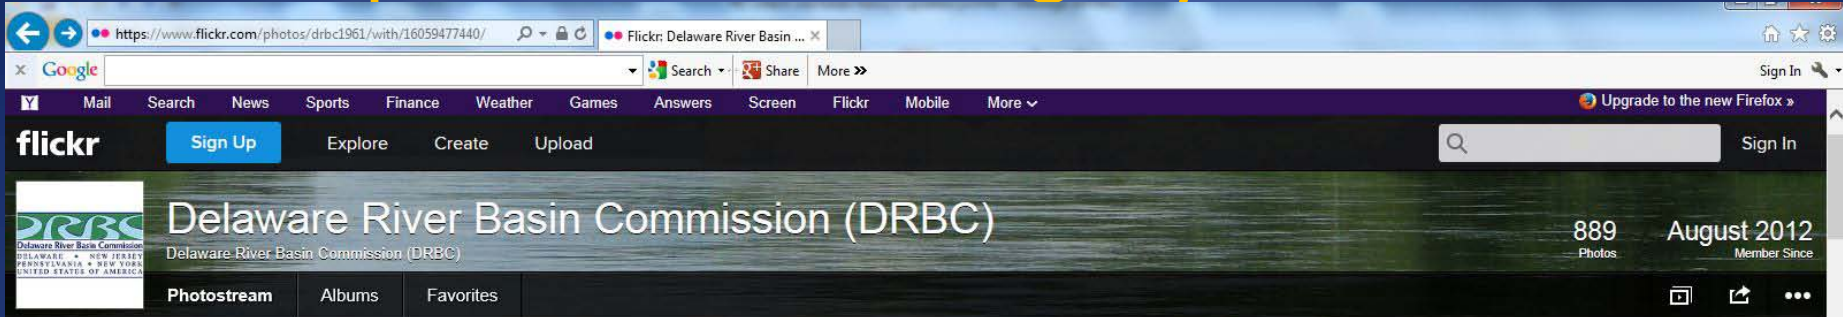 https://www.flickr.com/photos/drbc1961/with/16059477440/ Flickr: Delaware River Basin ...
Google Search Share More » Sign In
Y Mail Search News Sports Finance Weather Games Answers Screen Flickr Mobile More Upgrade to the new Firefox »
flickr Sign Up Explore Create Upload Sign In
DRBC
Delaware River Basin Commission
DELAWARE • NEW JERSEY
PENNSYLVANIA • NEW YORK
UNITED STATES OF AMERICA
Delaware River Basin Commission (DRBC)
Delaware River Basin Commission (DRBC)
889 August 2012
Photos Member Since
Photostream Albums Favorites